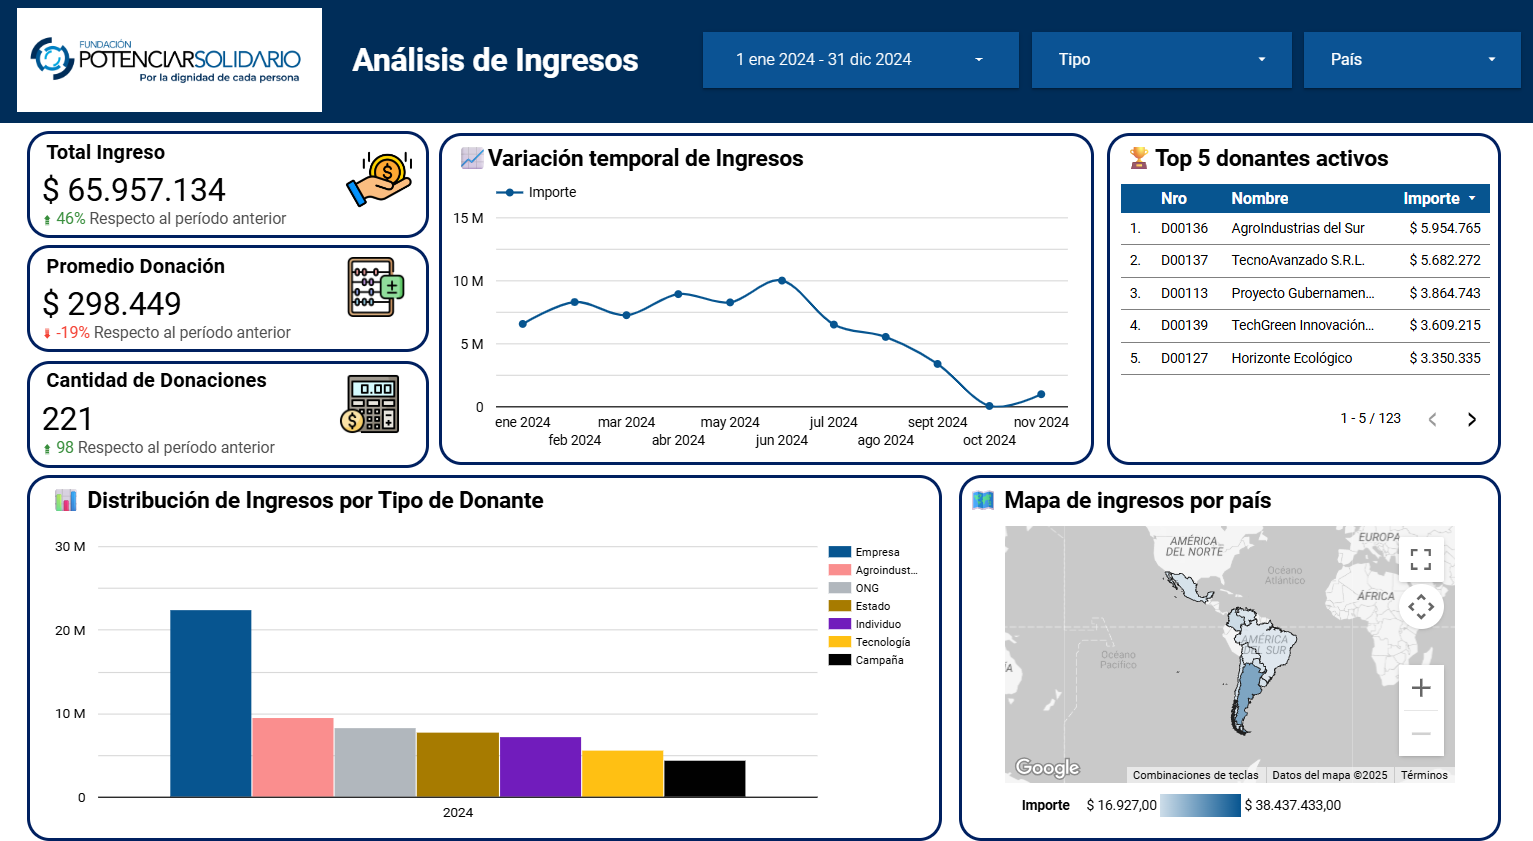 FUNDACIÓN
POTENCIARSOLIDARIO
Por la dignidad de cada persona
Análisis de Ingresos
1 ene 2024 - 31 dic 2024
Tipo
País
Total Ingreso
$ 65.957.134
46% Respecto al período anterior
Promedio Donación
$ 298.449
-19% Respecto al período anterior
Cantidad de Donaciones
0.00
221
98 Respecto al período anterior
Variación temporal de Ingresos
Importe
15 M
10 M
5 M
0
ene 2024
feb 2024
mar 2024
abr 2024
may 2024
jun 2024
jul 2024
ago 2024
sept 2024
oct 2024
nov 2024
Top 5 donantes activos
Nro Nombre Importe
1. D00136 AgroIndustrias del Sur $ 5.954.765
2. D00137 TecnoAvanzado S.R.L. $ 5.682.272
3. D00113 Proyecto Gubernamen... $ 3.864.743
4. D00139 TechGreen Innovación... $ 3.609.215
5. D00127 Horizonte Ecológico $ 3.350.335
1 - 5 / 123
Distribución de Ingresos por Tipo de Donante
30 M
20 M
10 M
0
2024
Empresa
Agroindust...
ONG
Estado
Individuo
Tecnología
Campaña
Mapa de ingresos por país
AMÉRICA
DEL NORTE
EUROPA
Océano
Atlántico
ÁFRICA
AMÉRICA
DEL SUR
Océano
Pacífico
ÍA
Google
Combinaciones de teclas
Datos del mapa ©2025
Términos
Importe $ 16.927,00 $ 38.437.433,00